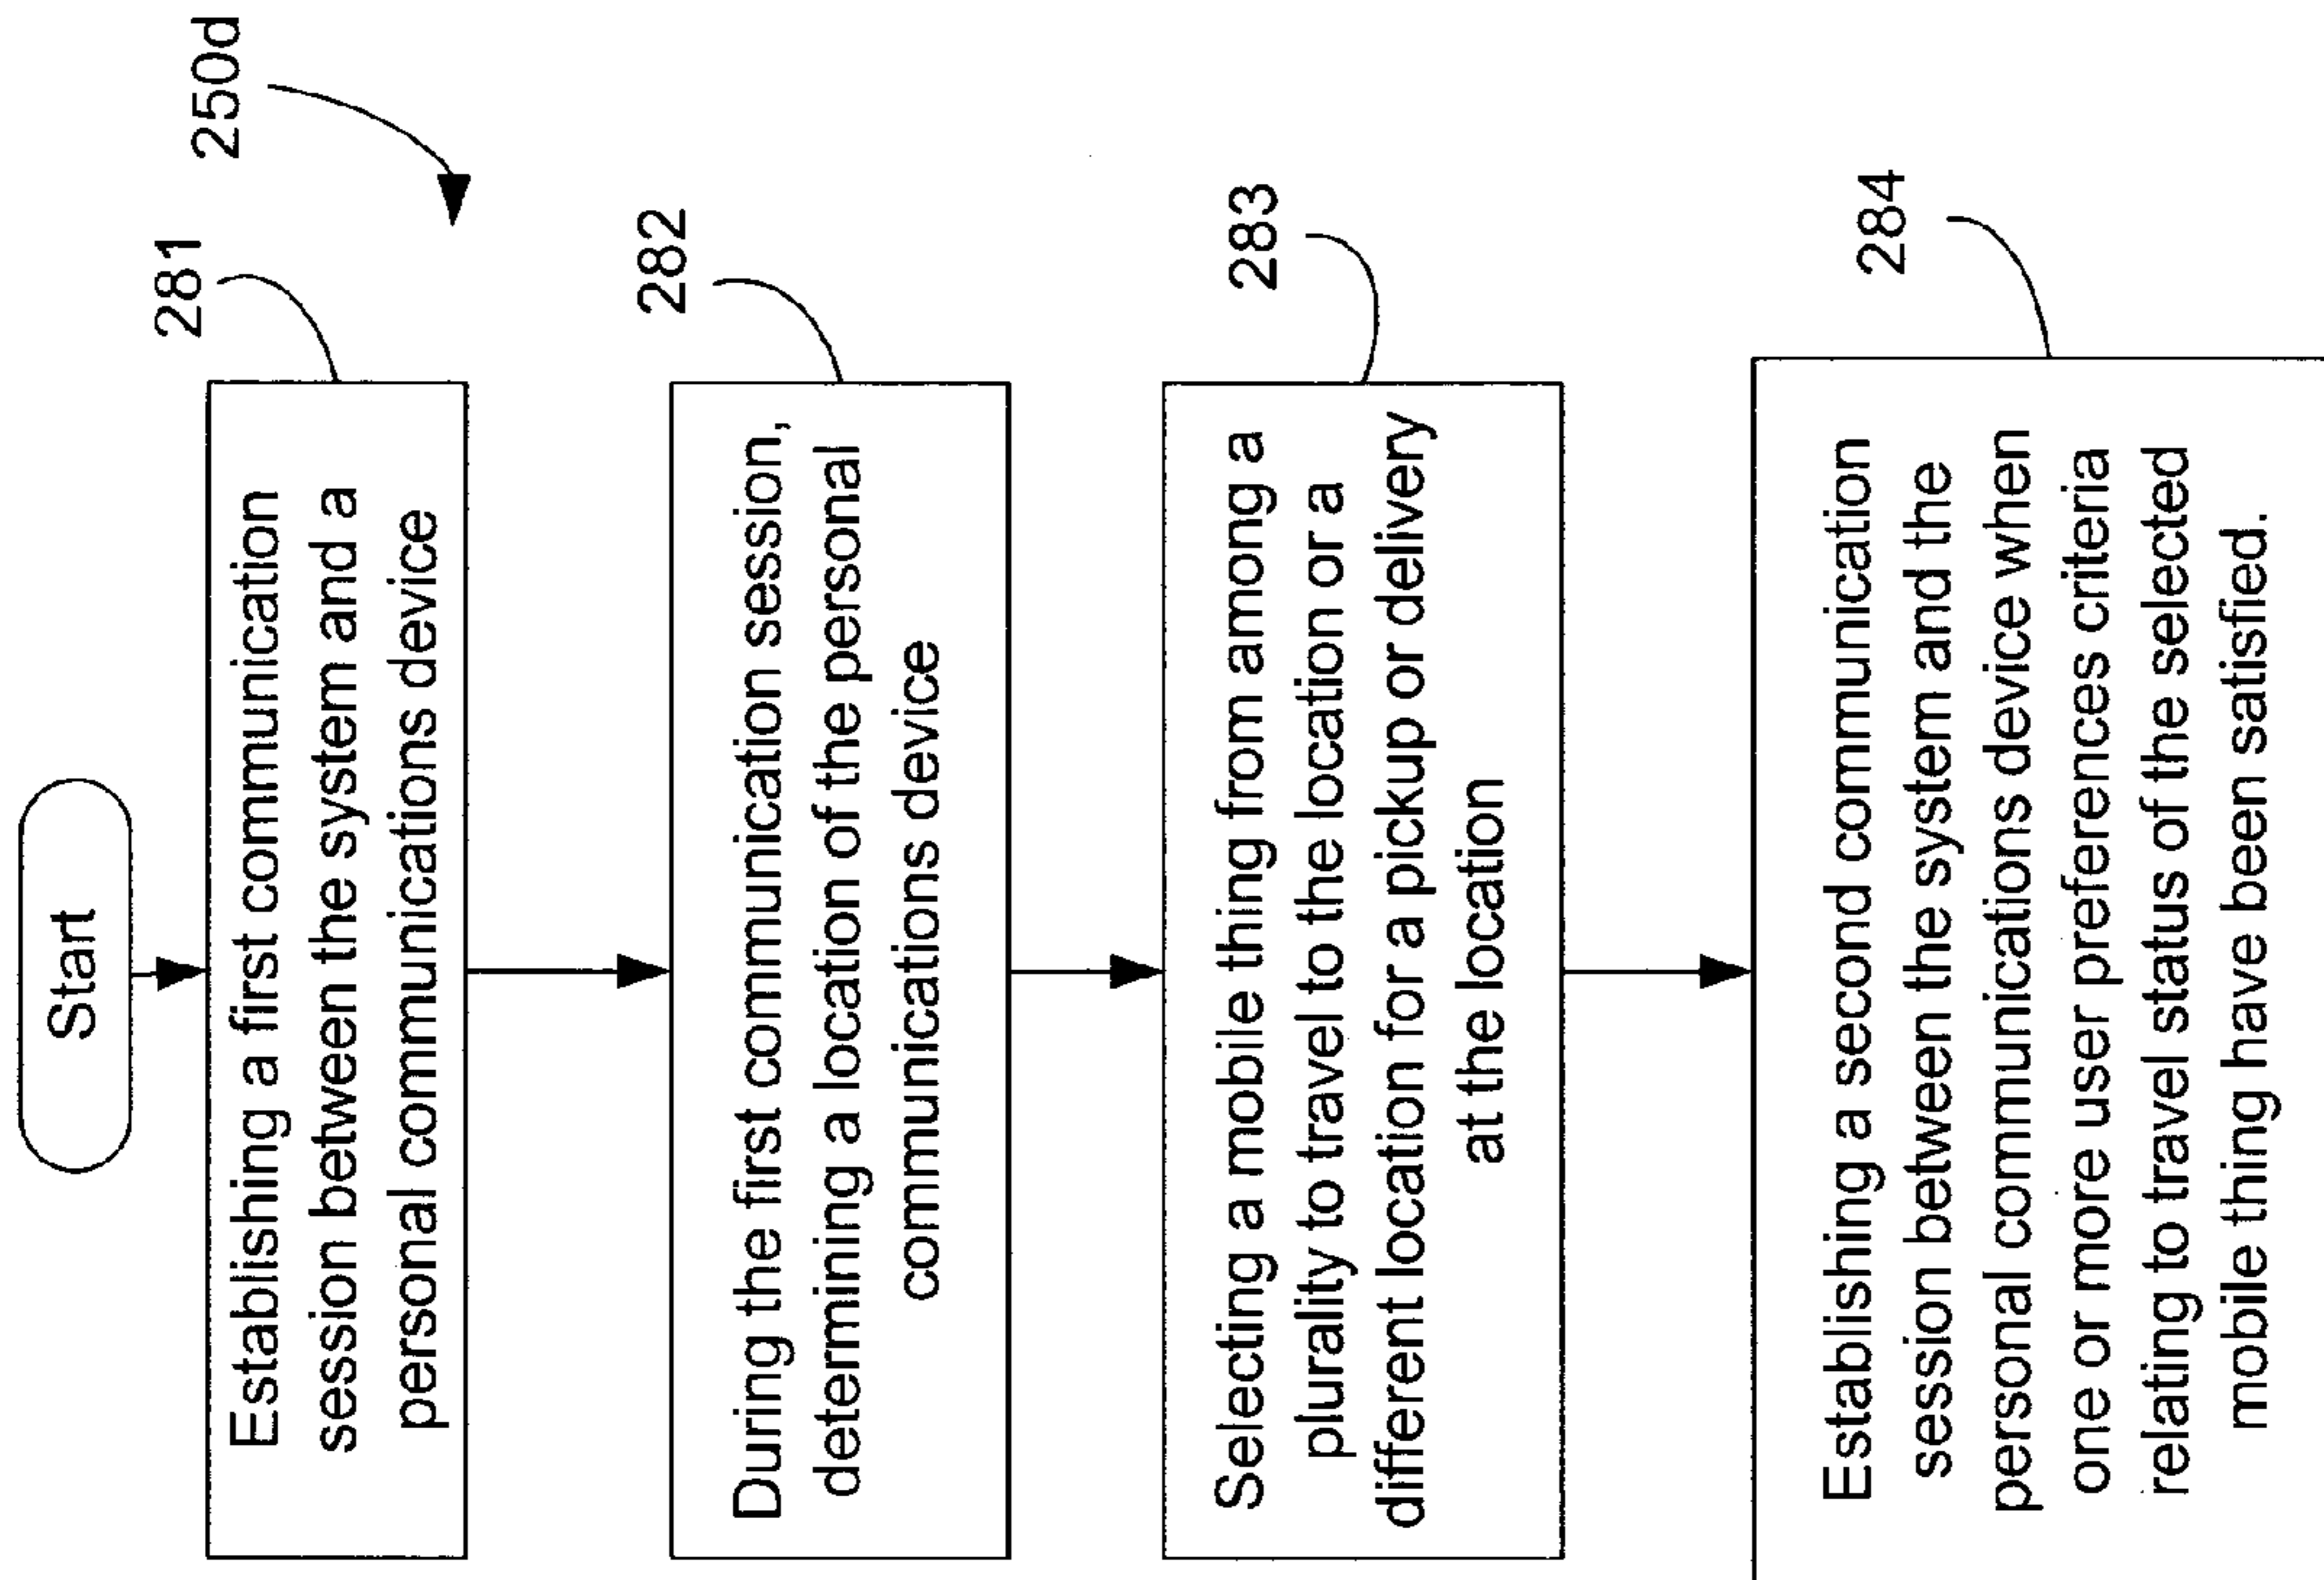 250d
Start
281
Establishing a first communication
session between the system and a
personal communications device
282
During the first communication session,
determining a location of the personal
communications device
283
Selecting a mobile thing from among a
plurality to travel to the location or a
different location for a pickup or delivery
at the location
284
Establishing a second communication
session between the system and the
personal communications device when
one or more user preferences criteria
relating to travel status of the selected
mobile thing have been satisfied.